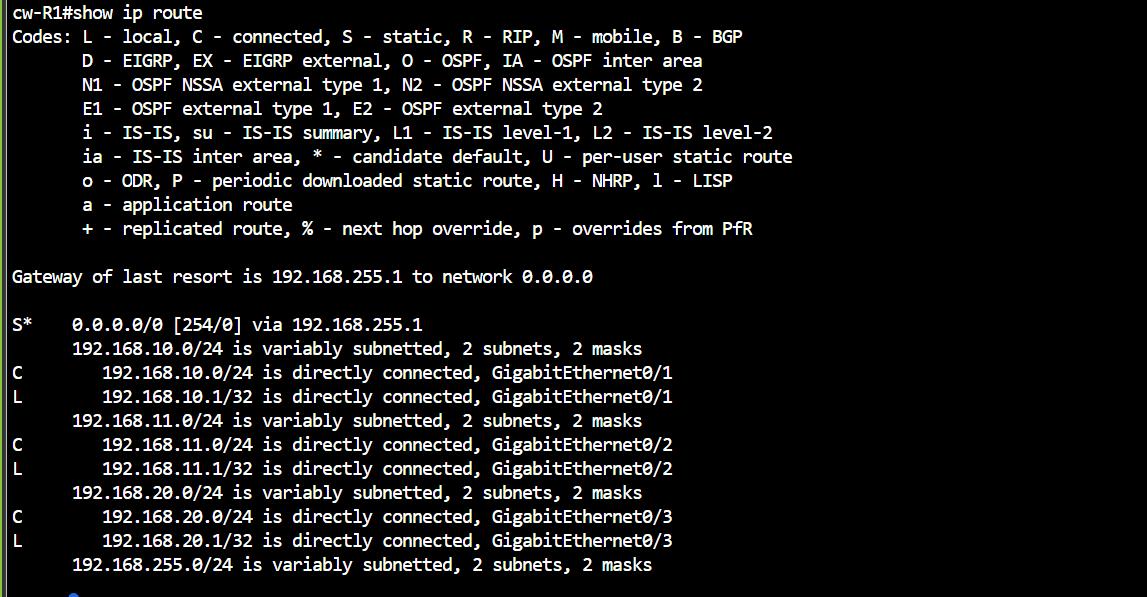 cw-R1#show ip route
Codes: L - local, C - connected, S - static, R - RIP, M - mobile, B - BGP
       D - EIGRP, EX - EIGRP external, O - OSPF, IA - OSPF inter area
       N1 - OSPF NSSA external type 1, N2 - OSPF NSSA external type 2
       E1 - OSPF external type 1, E2 - OSPF external type 2
       i - IS-IS, su - IS-IS summary, L1 - IS-IS level-1, L2 - IS-IS level-2
       ia - IS-IS inter area, * - candidate default, U - per-user static route
       o - ODR, P - periodic downloaded static route, H - NHRP, l - LISP
       a - application route
       + - replicated route, % - next hop override, p - overrides from PfR

Gateway of last resort is 192.168.255.1 to network 0.0.0.0

S*    0.0.0.0/0 [254/0] via 192.168.255.1
      192.168.10.0/24 is variably subnetted, 2 subnets, 2 masks
C        192.168.10.0/24 is directly connected, GigabitEthernet0/1
L        192.168.10.1/32 is directly connected, GigabitEthernet0/1
      192.168.11.0/24 is variably subnetted, 2 subnets, 2 masks
C        192.168.11.0/24 is directly connected, GigabitEthernet0/2
L        192.168.11.1/32 is directly connected, GigabitEthernet0/2
      192.168.20.0/24 is variably subnetted, 2 subnets, 2 masks
C        192.168.20.0/24 is directly connected, GigabitEthernet0/3
L        192.168.20.1/32 is directly connected, GigabitEthernet0/3
      192.168.255.0/24 is variably subnetted, 2 subnets, 2 masks